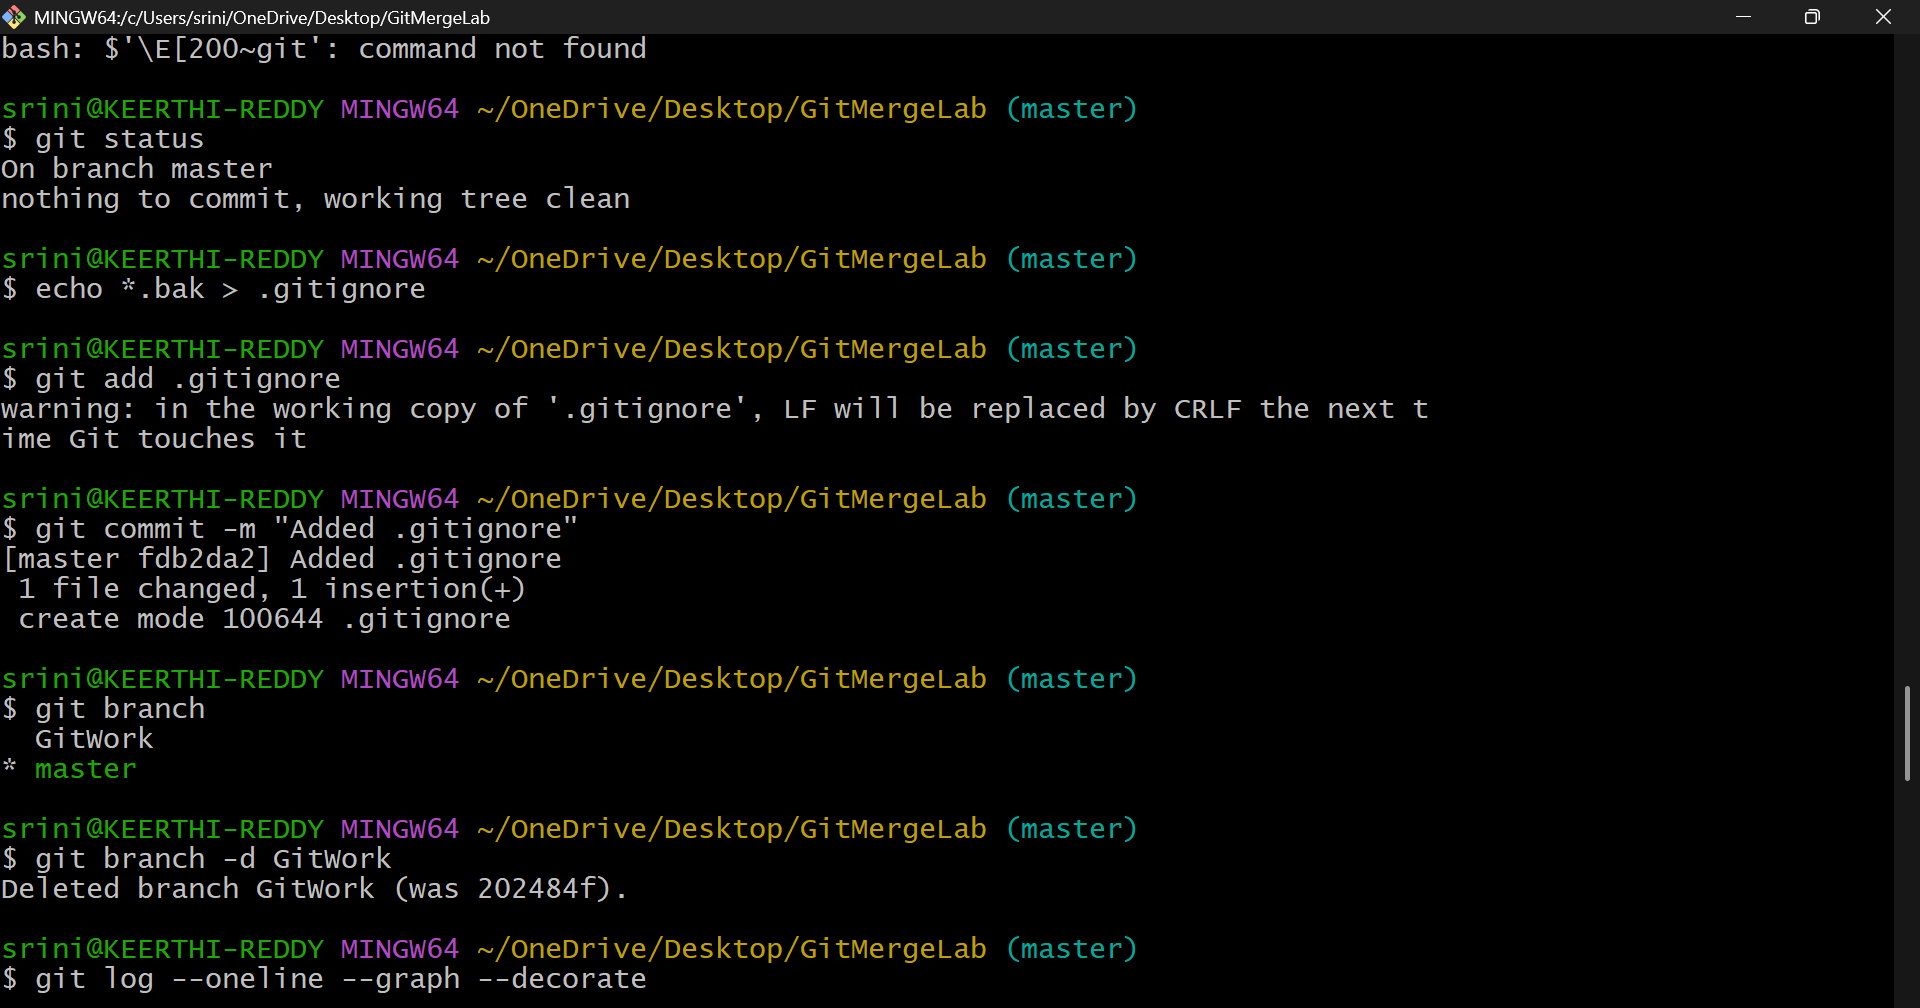 MINGW64:/c/Users/srini/OneDrive/Desktop/GitMergeLab
bash: $'\E[200~git': command not found
srini@KEERTHI-REDDY MINGW64 ~/OneDrive/Desktop/GitMergeLab (master)
$ git status
On branch master
nothing to commit, working tree clean
srini@KEERTHI-REDDY MINGW64 ~/OneDrive/Desktop/GitMergeLab (master)
$ echo *.bak > .gitignore
srini@KEERTHI-REDDY MINGW64 ~/OneDrive/Desktop/GitMergeLab (master)
$ git add .gitignore
warning: in the working copy of '.gitignore', LF will be replaced by CRLF the next t
ime Git touches it
srini@KEERTHI-REDDY MINGW64 ~/OneDrive/Desktop/GitMergeLab (master)
$ git commit -m "Added .gitignore"
[master fdb2da2] Added .gitignore
 1 file changed, 1 insertion(+)
 create mode 100644 .gitignore
srini@KEERTHI-REDDY MINGW64 ~/OneDrive/Desktop/GitMergeLab (master)
$ git branch
  GitWork
* master
srini@KEERTHI-REDDY MINGW64 ~/OneDrive/Desktop/GitMergeLab (master)
$ git branch -d GitWork
Deleted branch GitWork (was 202484f).
srini@KEERTHI-REDDY MINGW64 ~/OneDrive/Desktop/GitMergeLab (master)
$ git log --oneline --graph --decorate